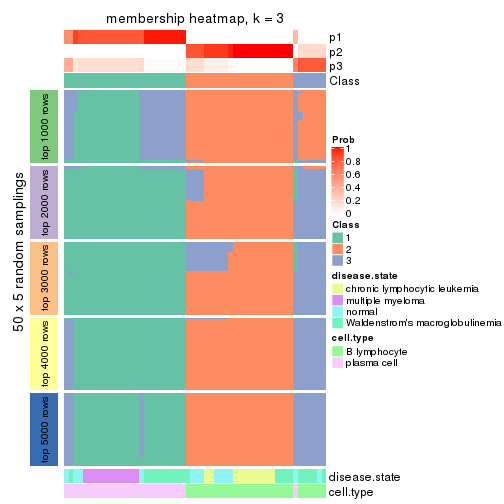 membership heatmap, k = 3
p1
p2
p3
Class
50 x 5 random samplings
top 1000 rows
top 2000 rows
top 3000 rows
top 4000 rows
top 5000 rows
Prob
1
0.8
0.6
0.4
0.2
0
Class
1
2
3
disease.state
chronic lymphocytic leukemia
multiple myeloma
normal
Waldenstrom's macroglobulinemia
cell.type
B lymphocyte
plasma cell
disease.state
cell.type